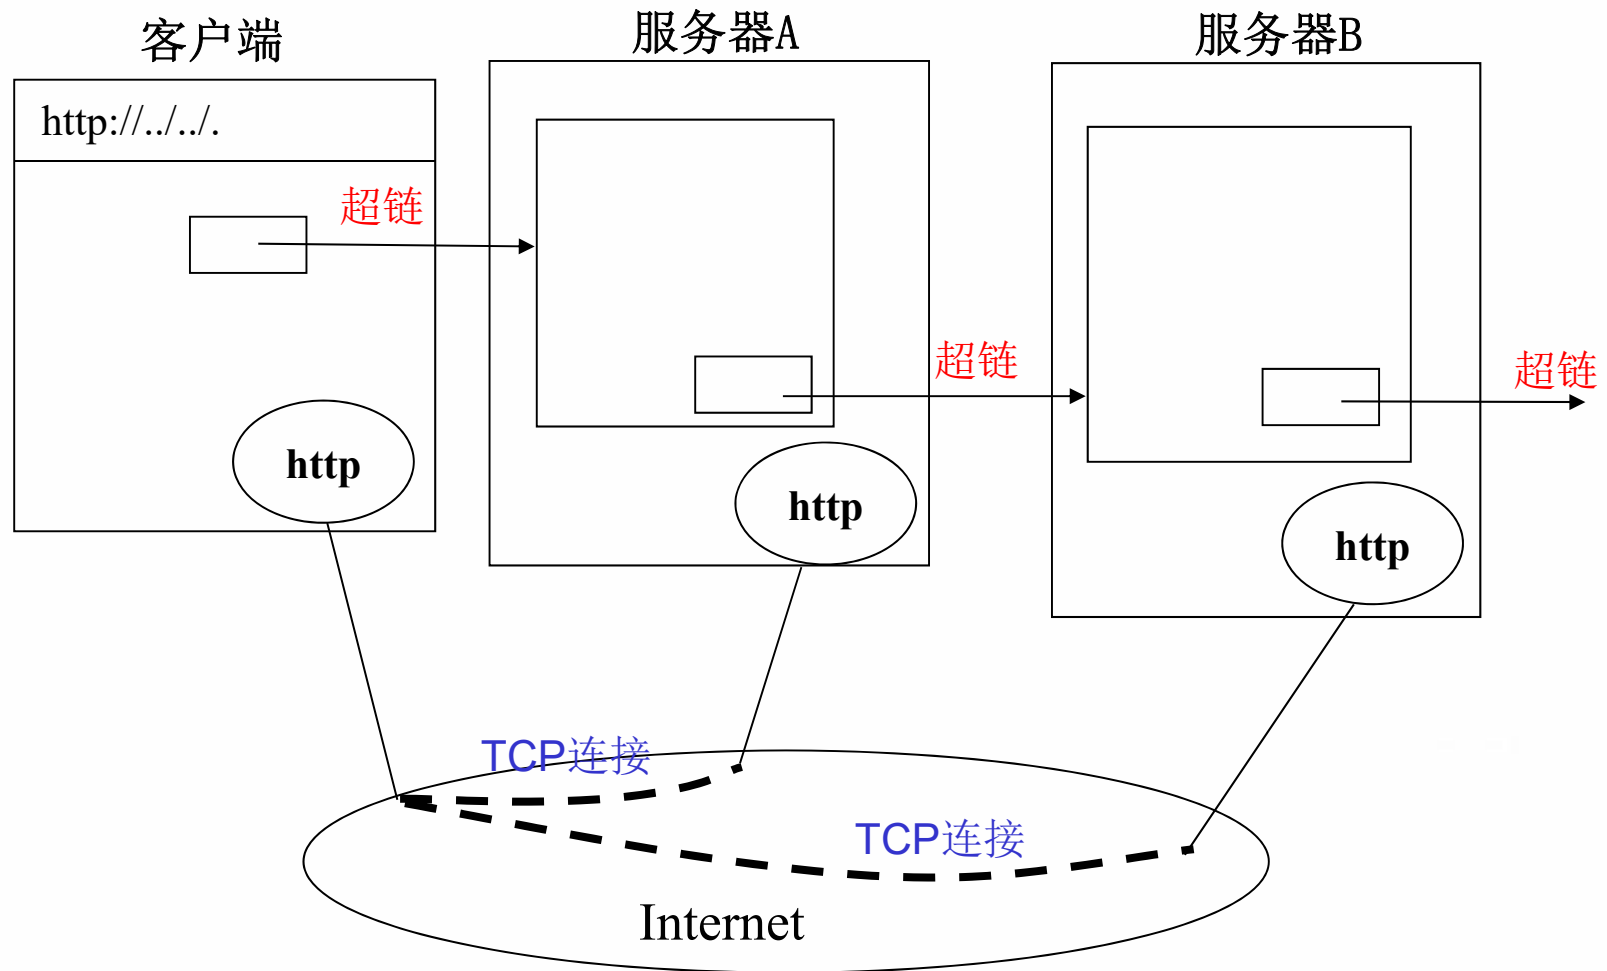 客户端
服务器A
服务器B
http://../../.
超链
超链
超链
http
http
http
TCP连接
TCP连接
Internet